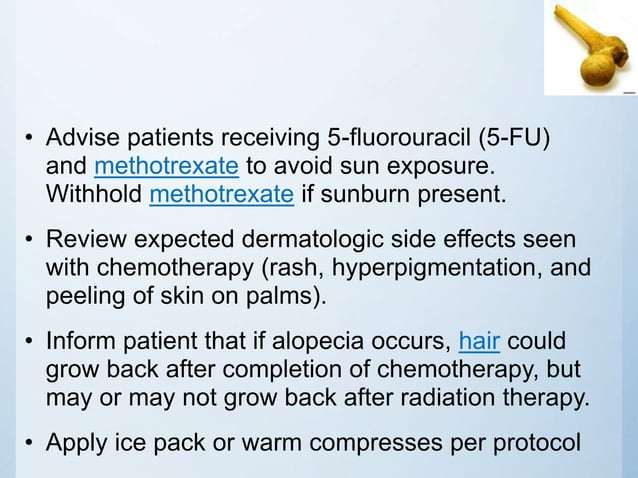 • Advise patients receiving 5-fluorouracil (5-FU)
and methotrexate to avoid sun exposure.
Withhold methotrexate if sunburn present.
• Review expected dermatologic side effects seen
with chemotherapy (rash, hyperpigmentation, and
peeling of skin on palms).
• Inform patient that if alopecia occurs, hair could
grow back after completion of chemotherapy, but
may or may not grow back after radiation therapy.
• Apply ice pack or warm compresses per protocol